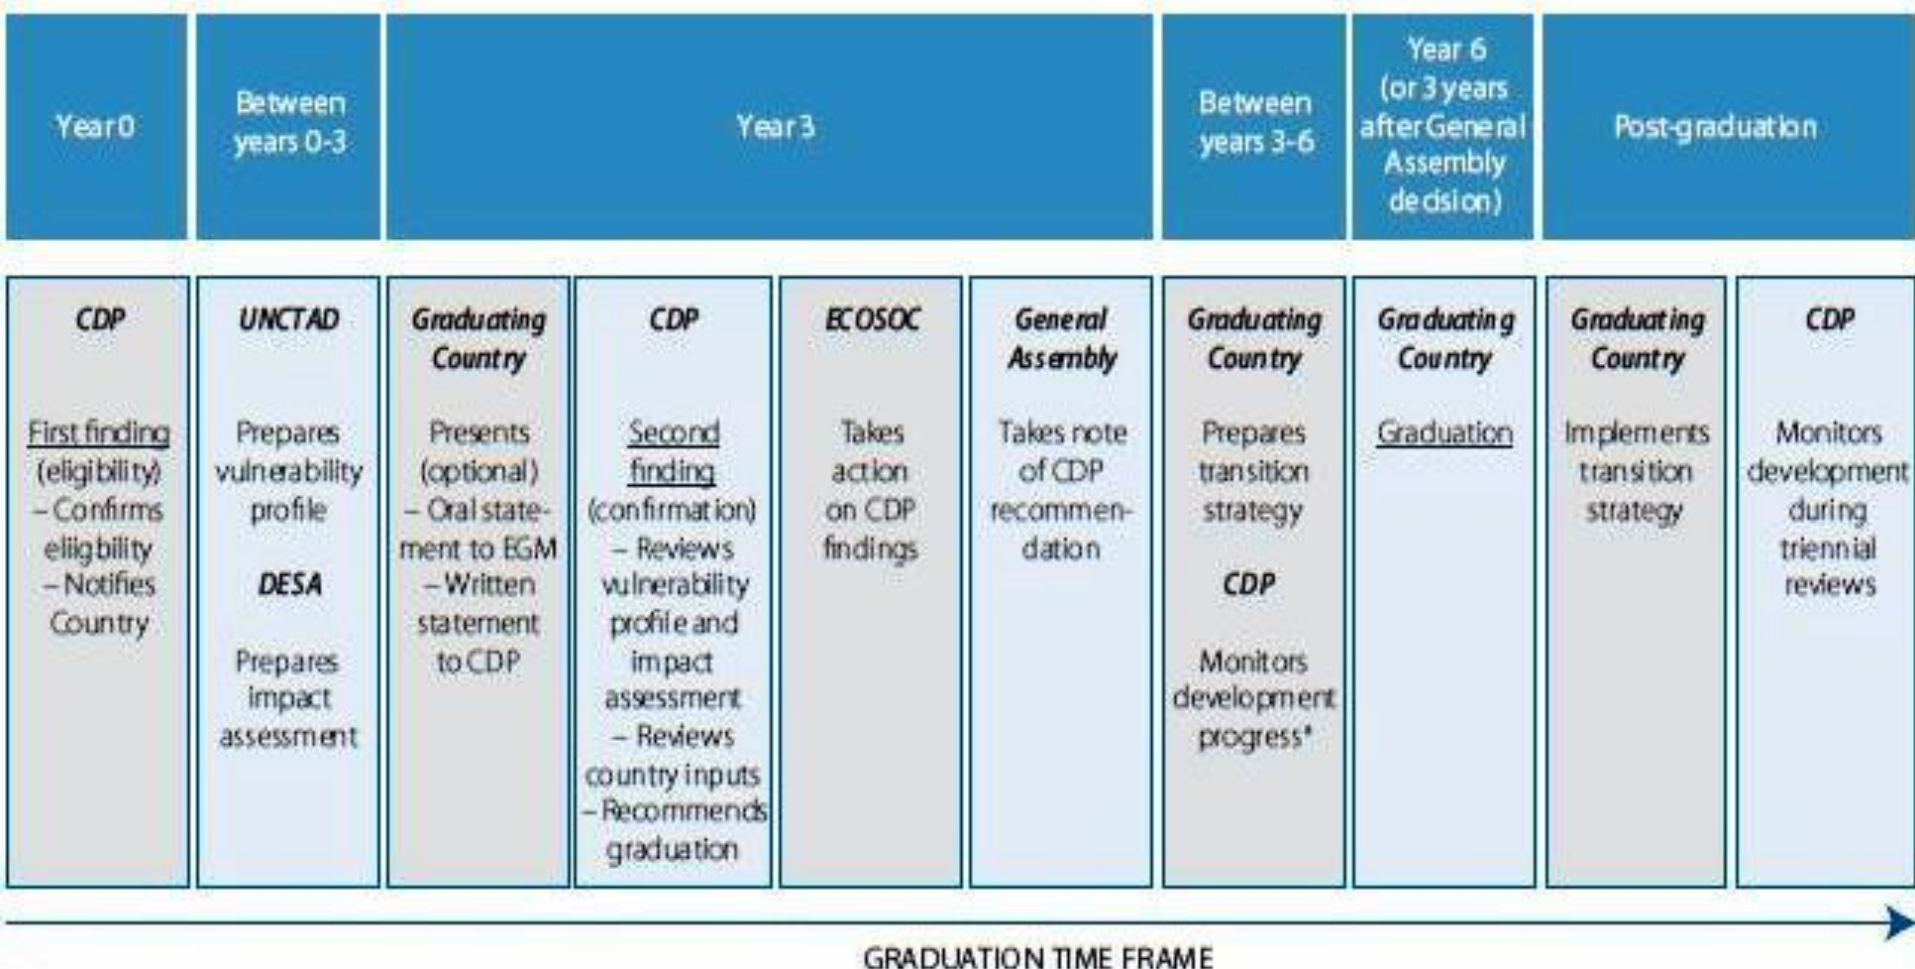 Year 0
Between
years 0-3
Year 3
Between
years 3-6
Year 6
(or 3 years
after General
Assembly
decision)
Post-graduation
CDP
First finding
(eligibility)
– Confirms
eliigbility
– Notifies
Country
UNCTAD
Prepares
vulnerability
profile
DESA
Prepares
impact
assessment
Graduating
Country
Presents
(optional)
– Oral state-
ment to EGM
– Written
statement
to CDP
CDP
Second
finding
(confirmation)
– Reviews
vulnerability
profile and
impact
assessment
– Reviews
country inputs
– Recommends
graduation
ECOSOC
Takes
action
on CDP
findings
General
Assembly
Takes note
of CDP
recommen-
dation
Graduating
Country
Prepares
transition
strategy
CDP
Monitors
development
progress*
Graduating
Country
Graduation
Graduating
Country
Implements
transition
strategy
CDP
Monitors
development
during
triennial
reviews
GRADUATION TIME FRAME